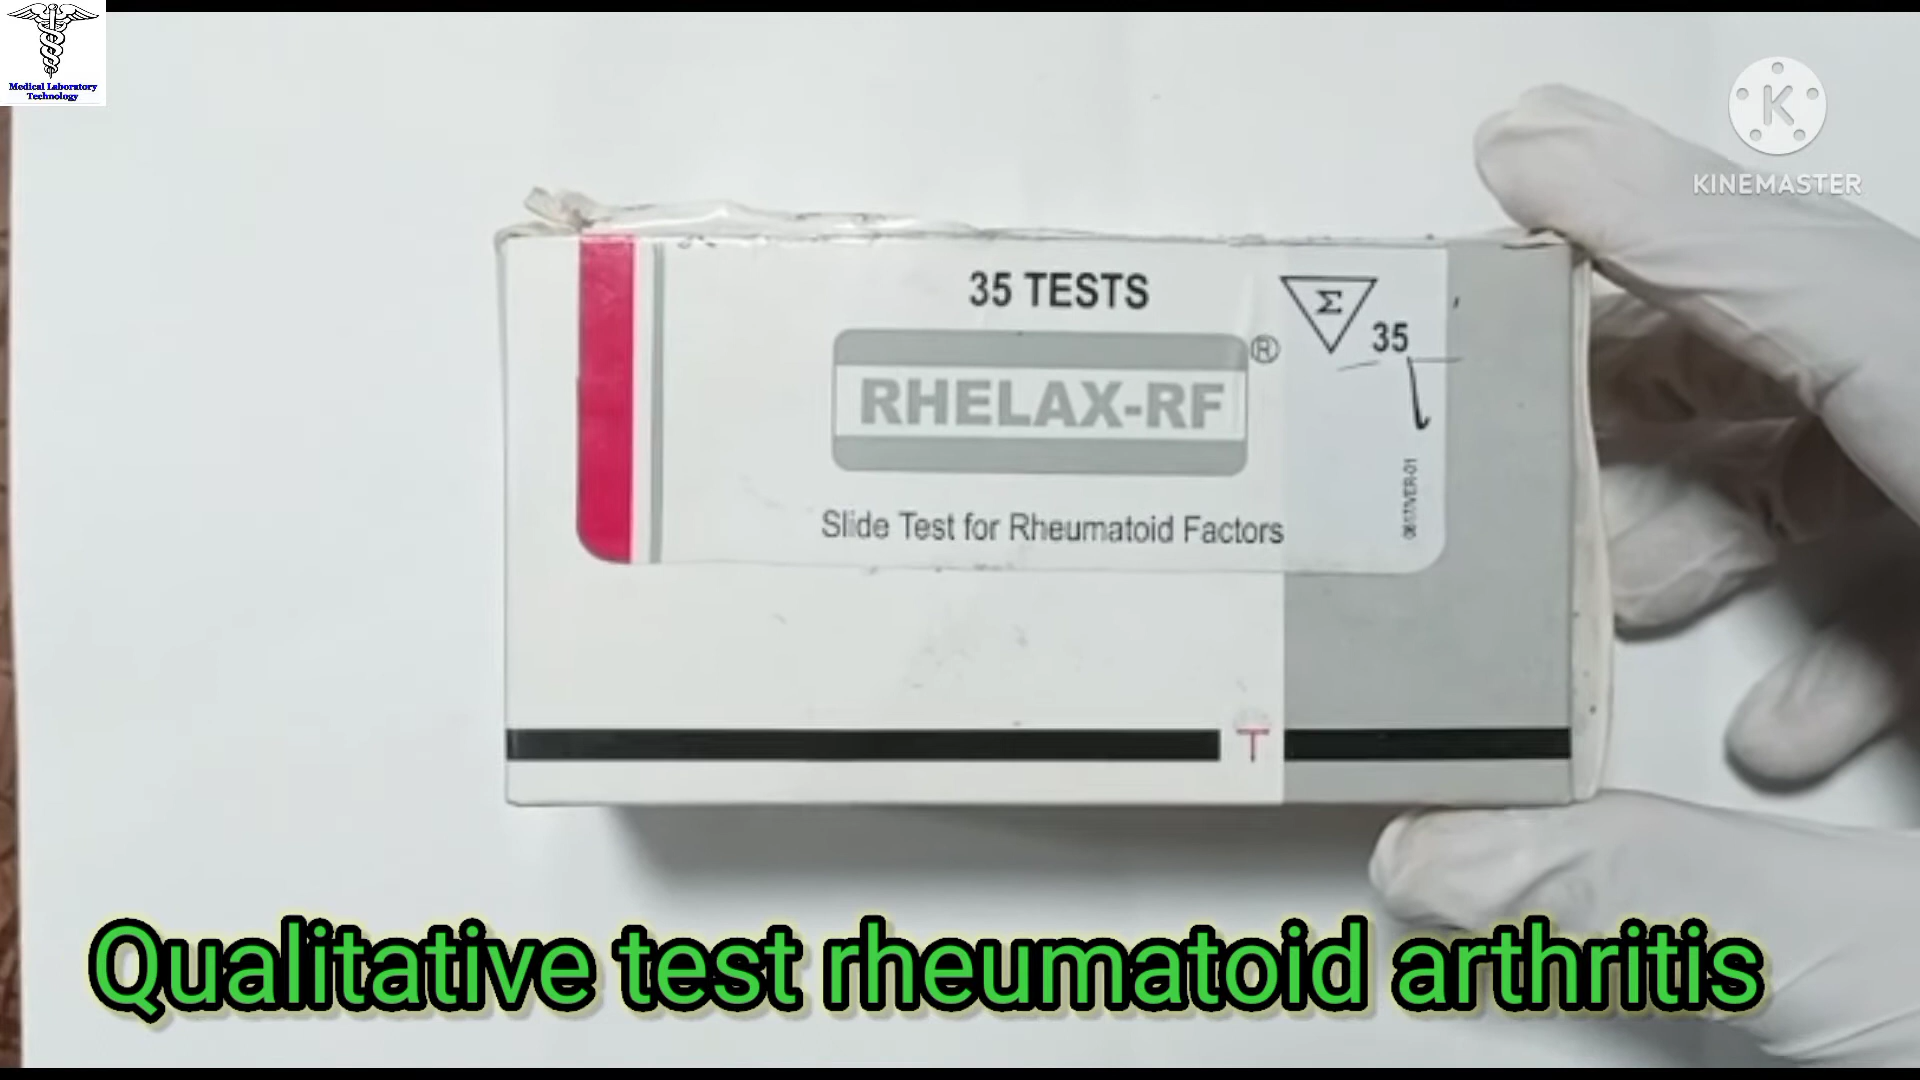 Medical Laboratory
Technology
K
KINEMASTER
35 TESTS
Σ
35
RHELAX-RF®
Slide Test for Rheumatoid Factors
T
Qualitative test rheumatoid arthritis